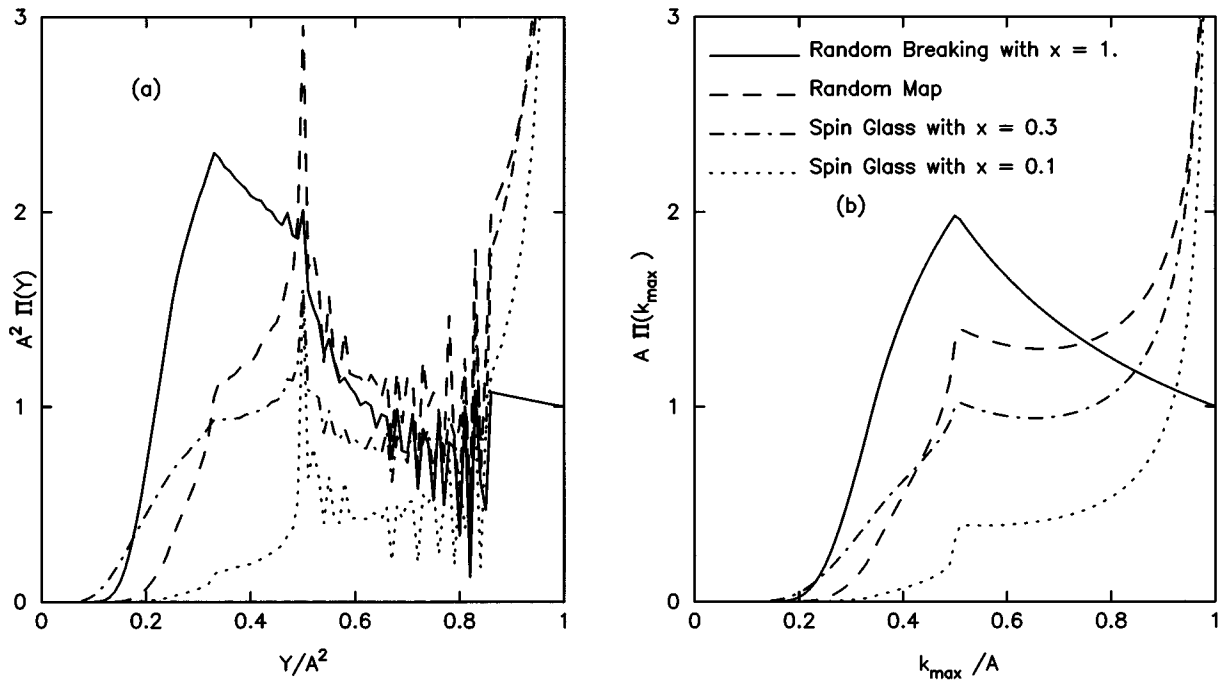 3
2
1
0
A² Π(Y)
(a)
0
0.2
0.4
0.6
0.8
1
Y/A²
3
2
1
0
A Π(kmax)
Random Breaking with x = 1.
Random Map
Spin Glass with x = 0.3
Spin Glass with x = 0.1
(b)
0
0.2
0.4
0.6
0.8
1
kmax /A